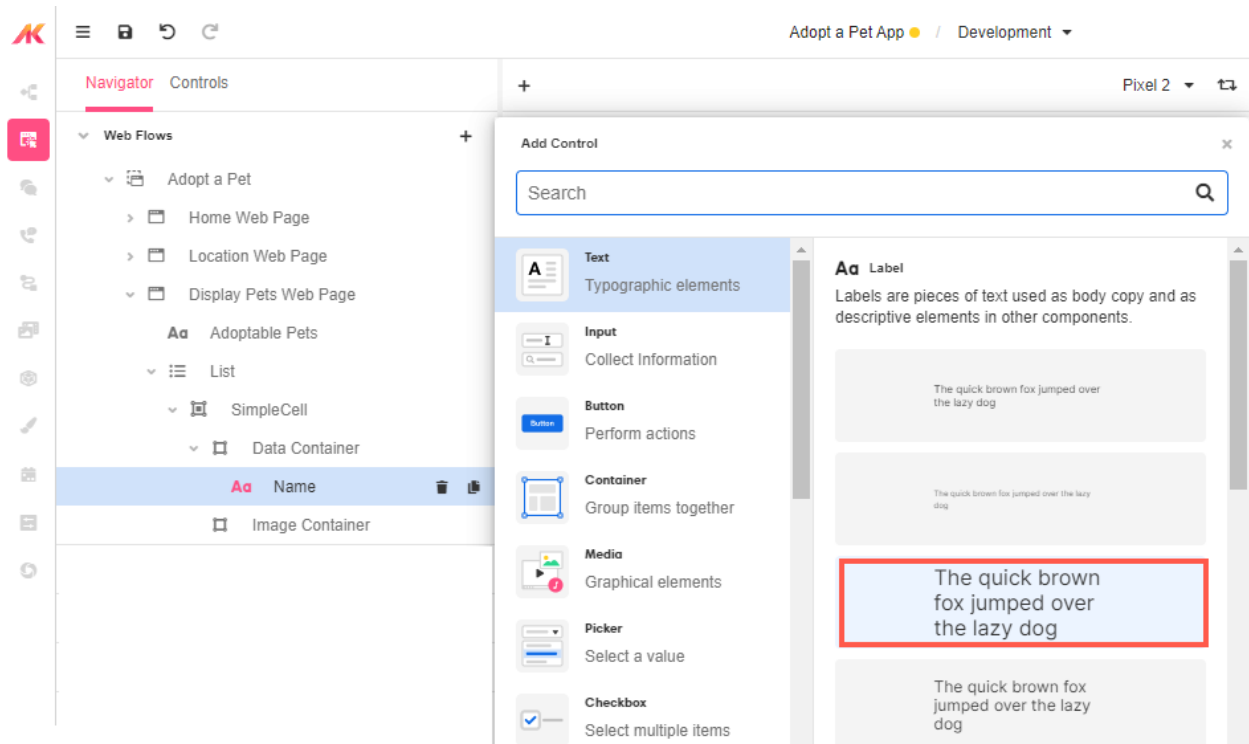 Adopt a Pet App / Development
Navigator Controls
Pixel 2
Web Flows
Adopt a Pet
Home Web Page
Location Web Page
Display Pets Web Page
Aa Adoptable Pets
List
SimpleCell
Data Container
Aa Name
Image Container
Add Control
Search
A
Text
Typographic elements
Input
Collect Information
Button
Button
Perform actions
Container
Group items together
Media
Graphical elements
Picker
Select a value
Checkbox
Select multiple items
Aa Label
Labels are pieces of text used as body copy and as
descriptive elements in other components.
The quick brown fox jumped over
the lazy dog
The quick brown fox jumped over the lazy
dog
The quick brown
fox jumped over
the lazy dog
The quick brown fox
jumped over the lazy
dog